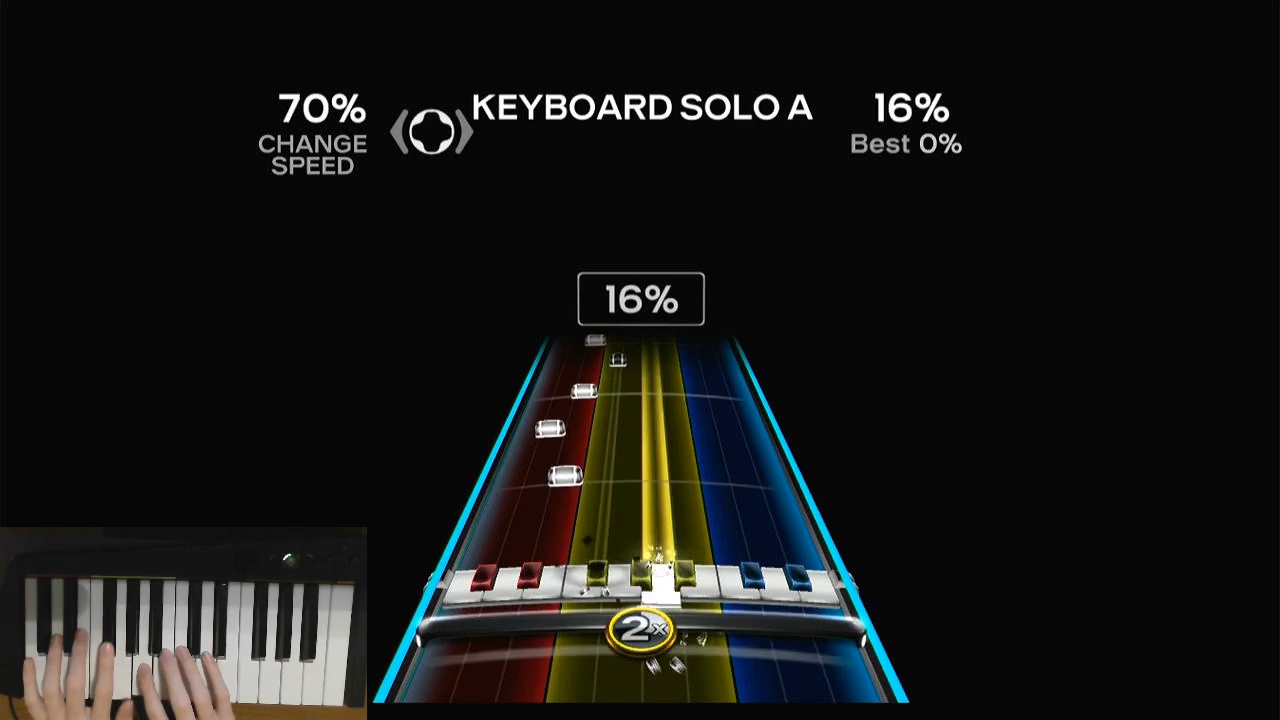 70%
CHANGE
SPEED
KEYBOARD SOLO A
16%
Best 0%
16%
2x